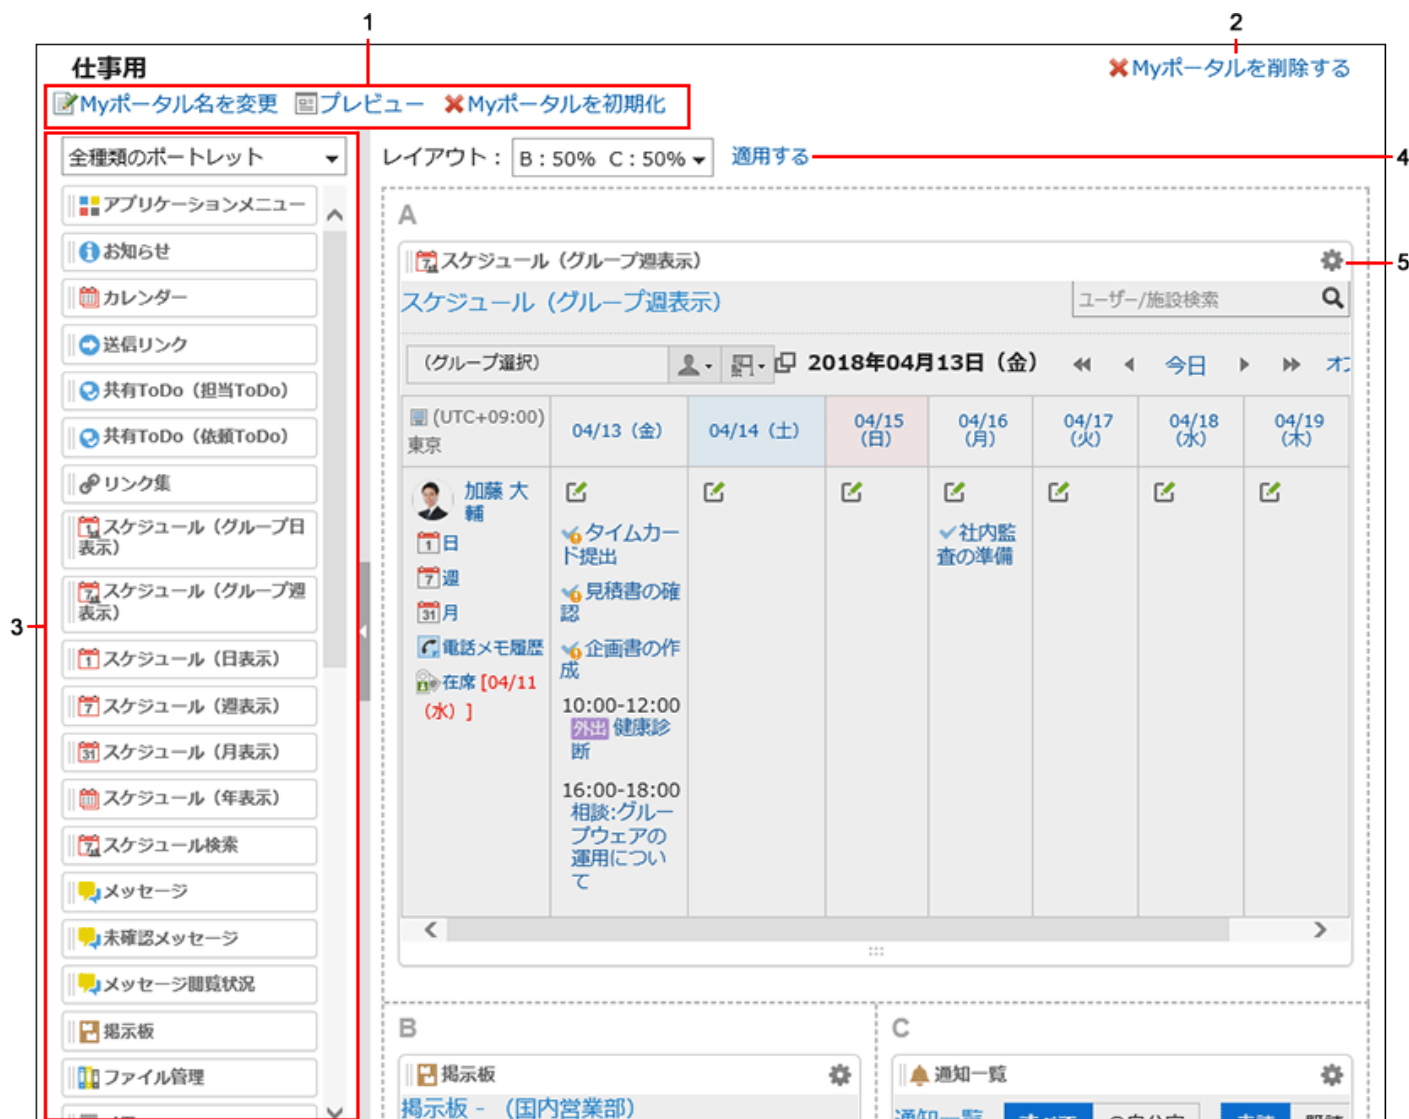 1
2
仕事用
Myポータルを削除する
Myポータル名を変更 プレビュー Myポータルを初期化
3
全種類のポートレット
アプリケーションメニュー
お知らせ
カレンダー
送信リンク
共有ToDo（担当ToDo）
共有ToDo（依頼ToDo）
リンク集
スケジュール（グループ日
表示）
スケジュール（グループ週
表示）
スケジュール（日表示）
スケジュール（週表示）
スケジュール（月表示）
スケジュール（年表示）
スケジュール検索
メッセージ
未確認メッセージ
メッセージ閲覧状況
掲示板
ファイル管理
レイアウト： B : 50% C : 50% 適用する
4
A
スケジュール（グループ週表示）
5
スケジュール（グループ週表示）
ユーザー/施設検索
（グループ選択） 2018年04月13日（金） 今日
(UTC+09:00)
東京
04/13（金）
04/14（土）
04/15
（日）
04/16
（月）
04/17
（火）
04/18
（水）
04/19
（木）
加藤 大
輔
日
週
月
電話メモ履歴
在席 [04/11
（水）]
タイムカー
ド提出
見積書の確
認
企画書の作
成
10:00-12:00
外出 健康診
断
16:00-18:00
相談:グルー
プウェアの
運用につい
て
社内監
査の準備
B
掲示板
掲示板 - （国内営業部）
C
通知一覧
通知一覧